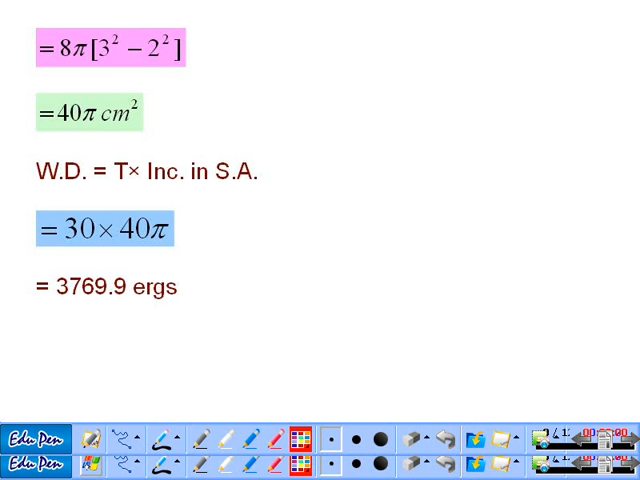 = 8π [3² − 2²]
= 40π cm²
W.D. = T× Inc. in S.A.
= 30 × 40π
= 3769.9 ergs
Edu Pen
Edu Pen